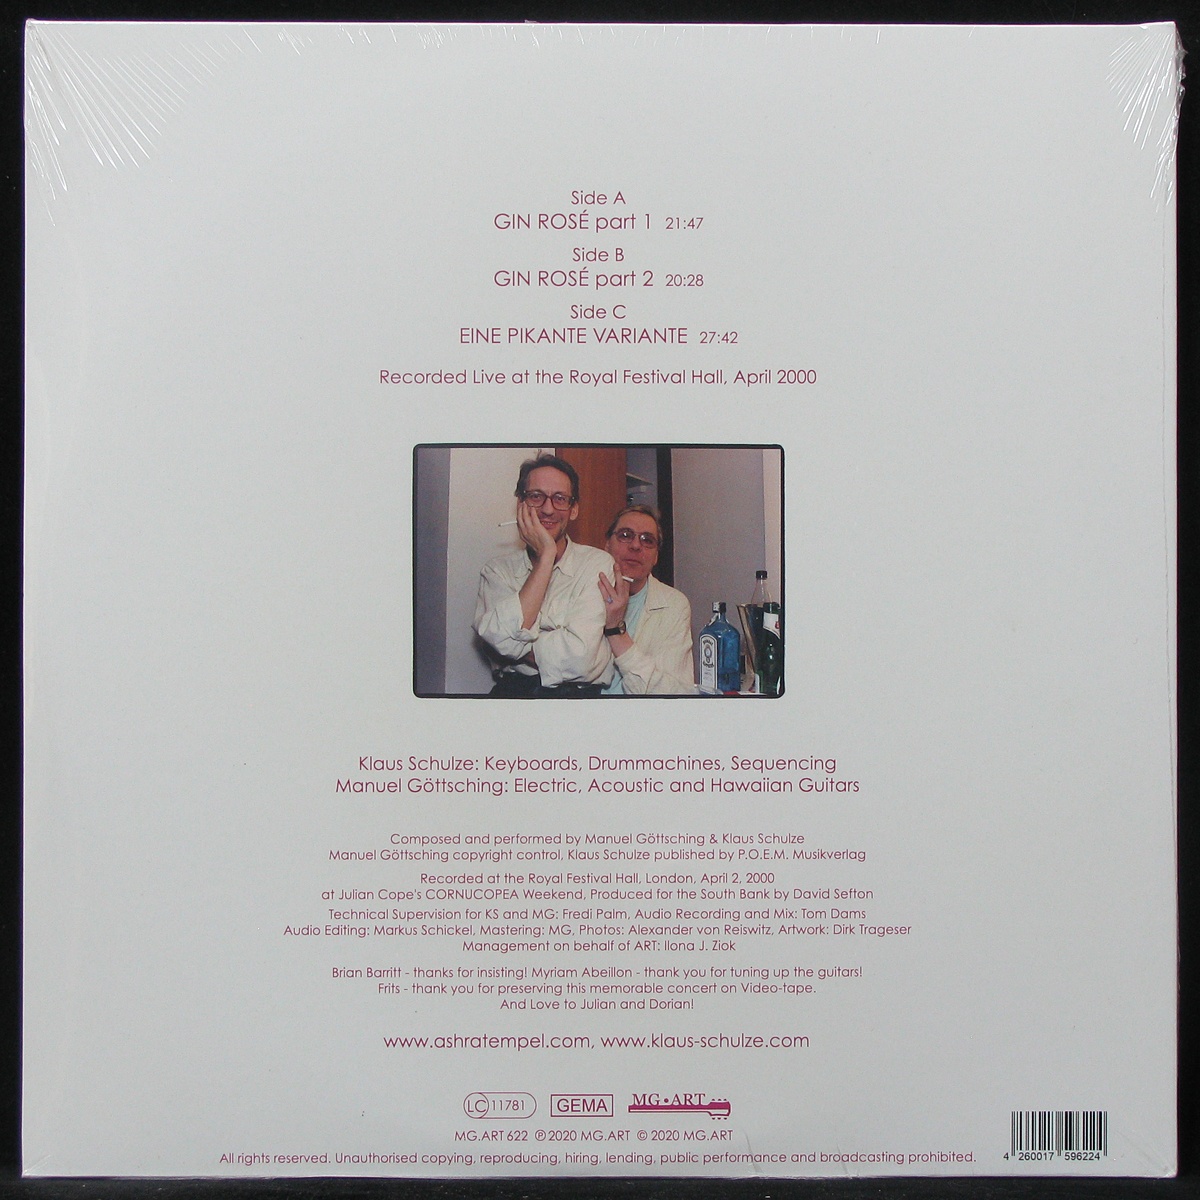 Side A
GIN ROSÉ part 1 21:47
Side B
GIN ROSÉ part 2 20:28
Side C
EINE PIKANTE VARIANTE 27:42
Recorded Live at the Royal Festival Hall, April 2000
Klaus Schulze: Keyboards, Drummachines, Sequencing
Manuel Göttsching: Electric, Acoustic and Hawaiian Guitars
Composed and performed by Manuel Göttsching & Klaus Schulze
Manuel Göttsching copyright control, Klaus Schulze published by P.O.E.M. Musikverlag
Recorded at the Royal Festival Hall, London, April 2, 2000
at Julian Cope's CORNUCOPEA Weekend, Produced for the South Bank by David Sefton
Technical Supervision for KS and MG: Fredi Palm, Audio Recording and Mix: Tom Dams
Audio Editing: Markus Schickel, Mastering: MG, Photos: Alexander von Reiswitz, Artwork: Dirk Trageser
Management on behalf of ART: Ilona J. Ziok
Brian Barritt - thanks for insisting! Myriam Abeillon - thank you for tuning up the guitars!
Frits - thank you for preserving this memorable concert on Video-tape.
And Love to Julian and Dorian!
www.ashratempel.com, www.klaus-schulze.com
LC 11781 GEMA MG•ART
MG.ART 622 ℗ 2020 MG.ART © 2020 MG.ART
All rights reserved. Unauthorised copying, reproducing, hiring, lending, public performance and broadcasting prohibited.
4 260017 596224